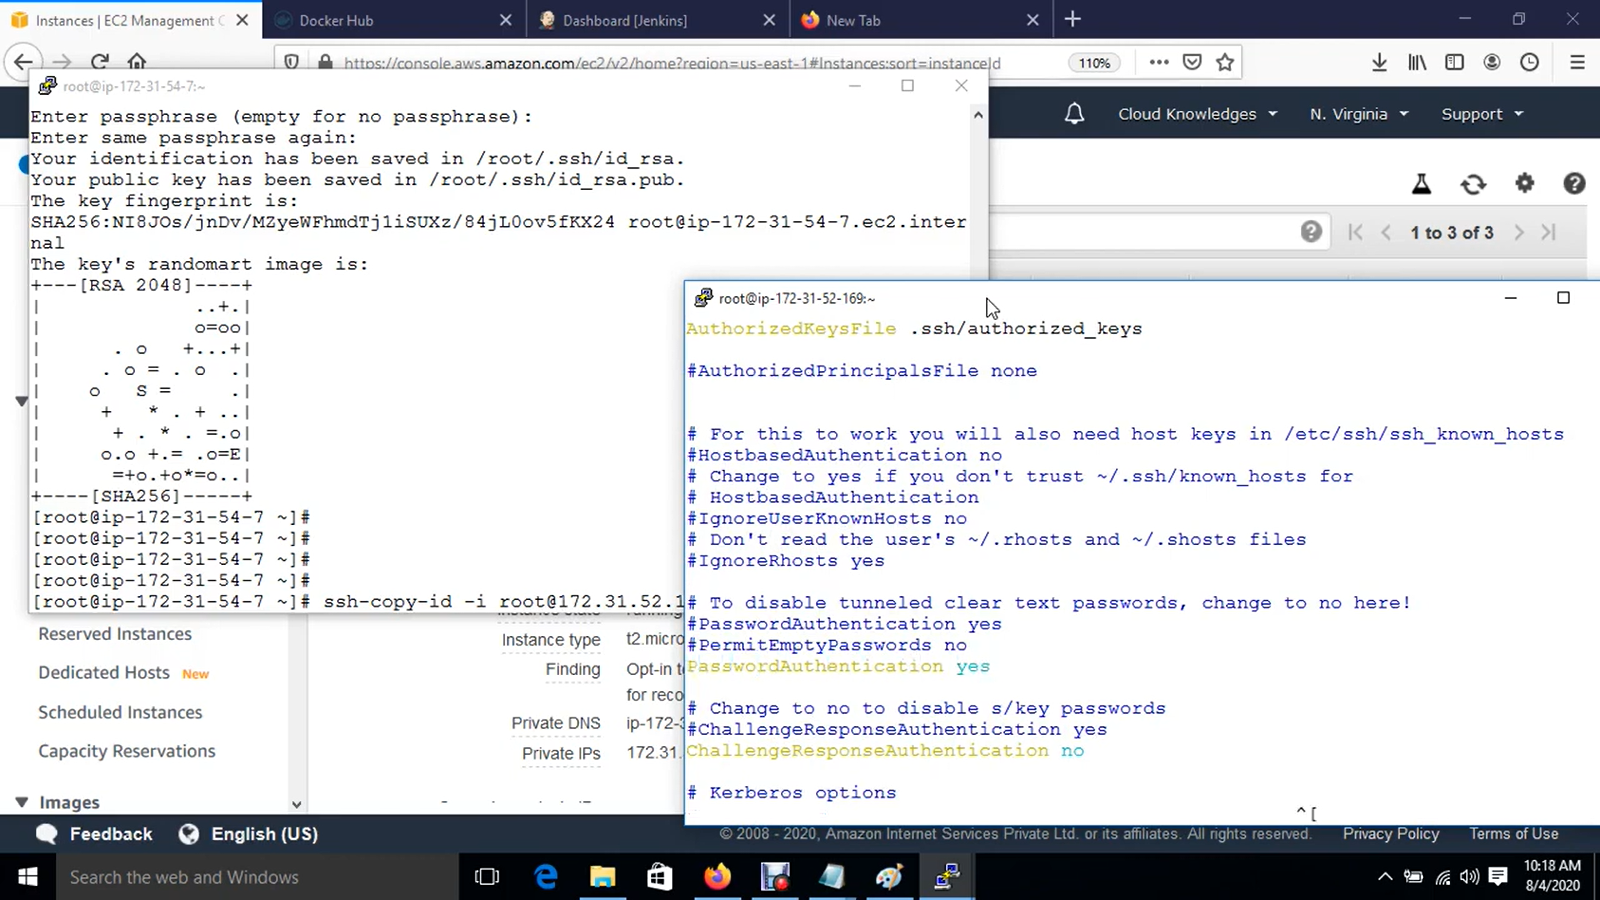 Instances | EC2 Management C
Docker Hub
Dashboard [Jenkins]
New Tab
https://console.aws.amazon.com/ec2/v2/home?region=us-east-1#Instances:sort=instanceId
110%
root@ip-172-31-54-7:~
Cloud Knowledges
N. Virginia
Support
Enter passphrase (empty for no passphrase):
Enter same passphrase again:
Your identification has been saved in /root/.ssh/id_rsa.
Your public key has been saved in /root/.ssh/id_rsa.pub.
The key fingerprint is:
SHA256:NI8JOs/jnDv/MZyeWFhmdTj1iSUXz/84jL0ov5fKX24 root@ip-172-31-54-7.ec2.inter
nal
The key's randomart image is:
+---[RSA 2048]----+
|             ..+.|
|             o=oo|
|      . o   +...+|
|     . o = . o  .|
|    o   S =     .|
|     +   * . + ..|
|      + . * . =.o|
|     o.o +.= .o=E|
|      =+o.+o*=o..|
+----[SHA256]-----+
[root@ip-172-31-54-7 ~]#
[root@ip-172-31-54-7 ~]#
[root@ip-172-31-54-7 ~]#
[root@ip-172-31-54-7 ~]#
[root@ip-172-31-54-7 ~]# ssh-copy-id -i root@172.31.52.1
1 to 3 of 3
root@ip-172-31-52-169:~
AuthorizedKeysFile .ssh/authorized_keys
#AuthorizedPrincipalsFile none
# For this to work you will also need host keys in /etc/ssh/ssh_known_hosts
#HostbasedAuthentication no
# Change to yes if you don't trust ~/.ssh/known_hosts for
# HostbasedAuthentication
#IgnoreUserKnownHosts no
# Don't read the user's ~/.rhosts and ~/.shosts files
#IgnoreRhosts yes
# To disable tunneled clear text passwords, change to no here!
#PasswordAuthentication yes
#PermitEmptyPasswords no
PasswordAuthentication yes
# Change to no to disable s/key passwords
#ChallengeResponseAuthentication yes
ChallengeResponseAuthentication no
# Kerberos options
^[
Reserved Instances
Dedicated Hosts New
Scheduled Instances
Capacity Reservations
Images
Instance type t2.micro
Finding Opt-in t
for reco
Private DNS ip-172-
Private IPs 172.31.
Feedback
English (US)
© 2008 - 2020, Amazon Internet Services Private Ltd. or its affiliates. All rights reserved.
Privacy Policy
Terms of Use
Search the web and Windows
10:18 AM
8/4/2020